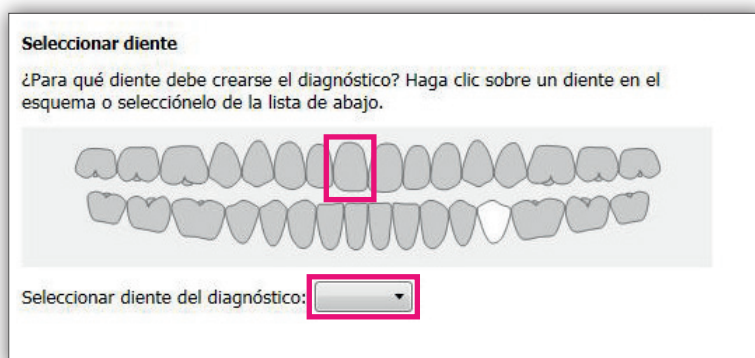 Seleccionar diente
¿Para qué diente debe crearse el diagnóstico? Haga clic sobre un diente en el
esquema o selecciónelo de la lista de abajo.
Seleccionar diente del diagnóstico: